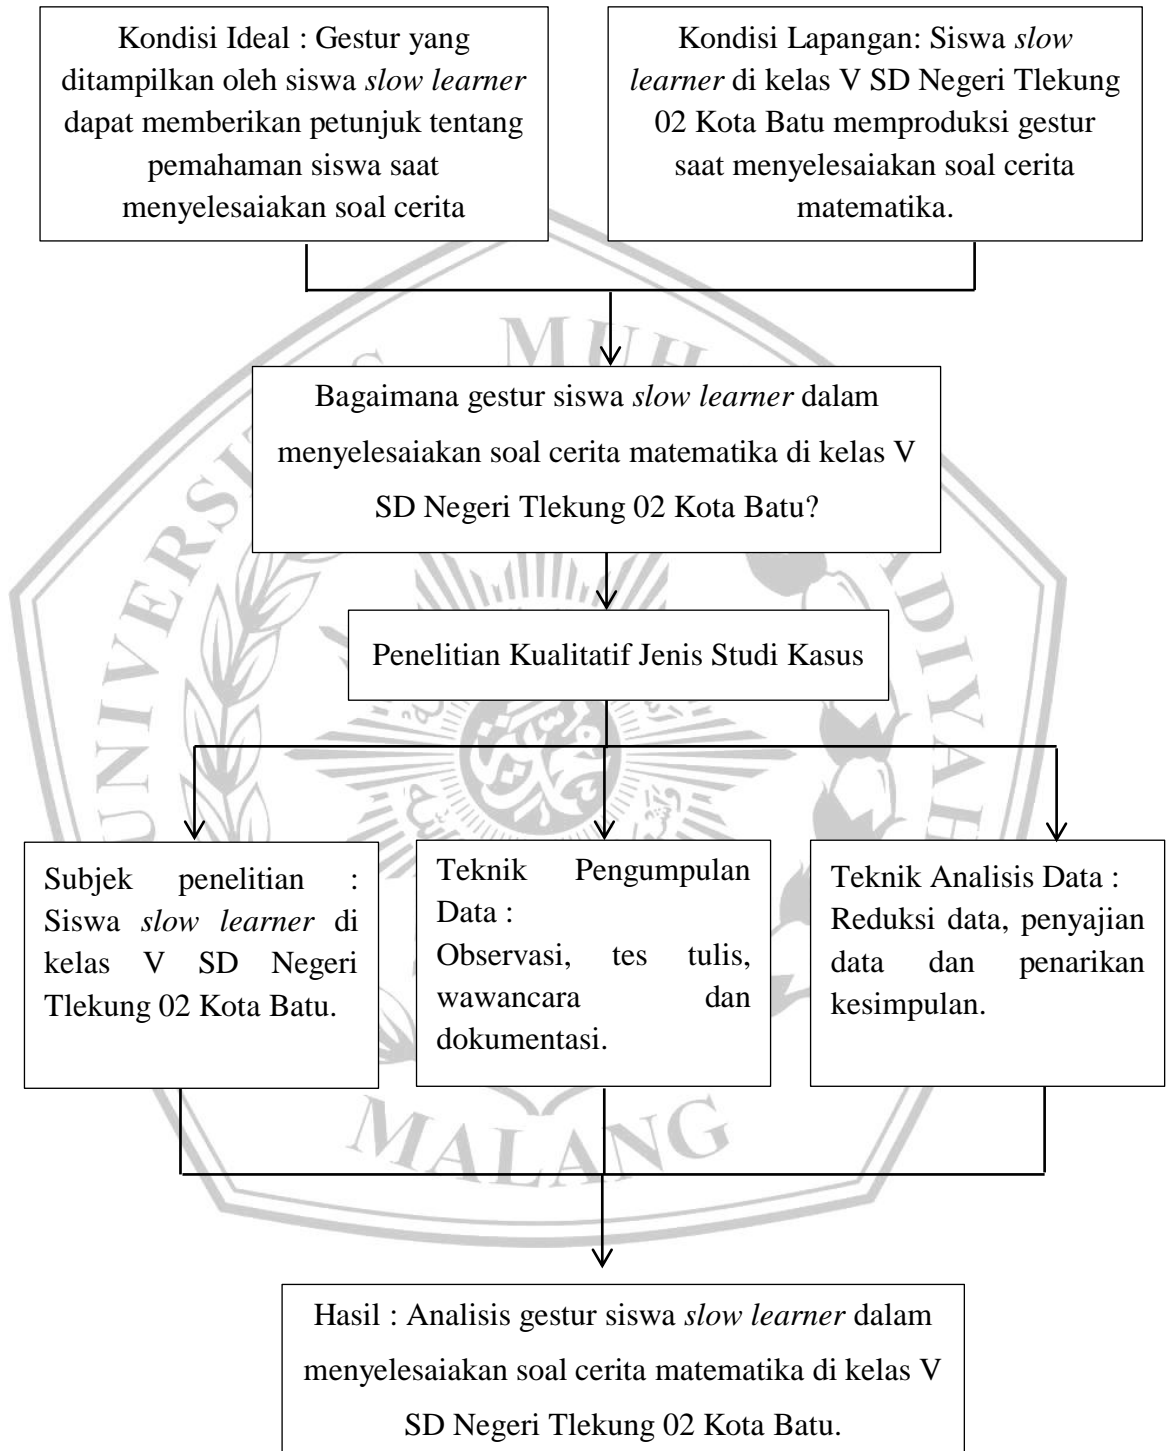 Kondisi Ideal : Gestur yang
ditampilkan oleh siswa slow learner
dapat memberikan petunjuk tentang
pemahaman siswa saat
menyelesaiakan soal cerita
Kondisi Lapangan: Siswa slow
learner di kelas V SD Negeri Tlekung
02 Kota Batu memproduksi gestur
saat menyelesaiakan soal cerita
matematika.
Bagaimana gestur siswa slow learner dalam
menyelesaiakan soal cerita matematika di kelas V
SD Negeri Tlekung 02 Kota Batu?
Penelitian Kualitatif Jenis Studi Kasus
Subjek penelitian :
Siswa slow learner di
kelas V SD Negeri
Tlekung 02 Kota Batu.
Teknik Pengumpulan
Data :
Observasi, tes tulis,
wawancara dan
dokumentasi.
Teknik Analisis Data :
Reduksi data, penyajian
data dan penarikan
kesimpulan.
MALANG
Hasil : Analisis gestur siswa slow learner dalam
menyelesaiakan soal cerita matematika di kelas V
SD Negeri Tlekung 02 Kota Batu.